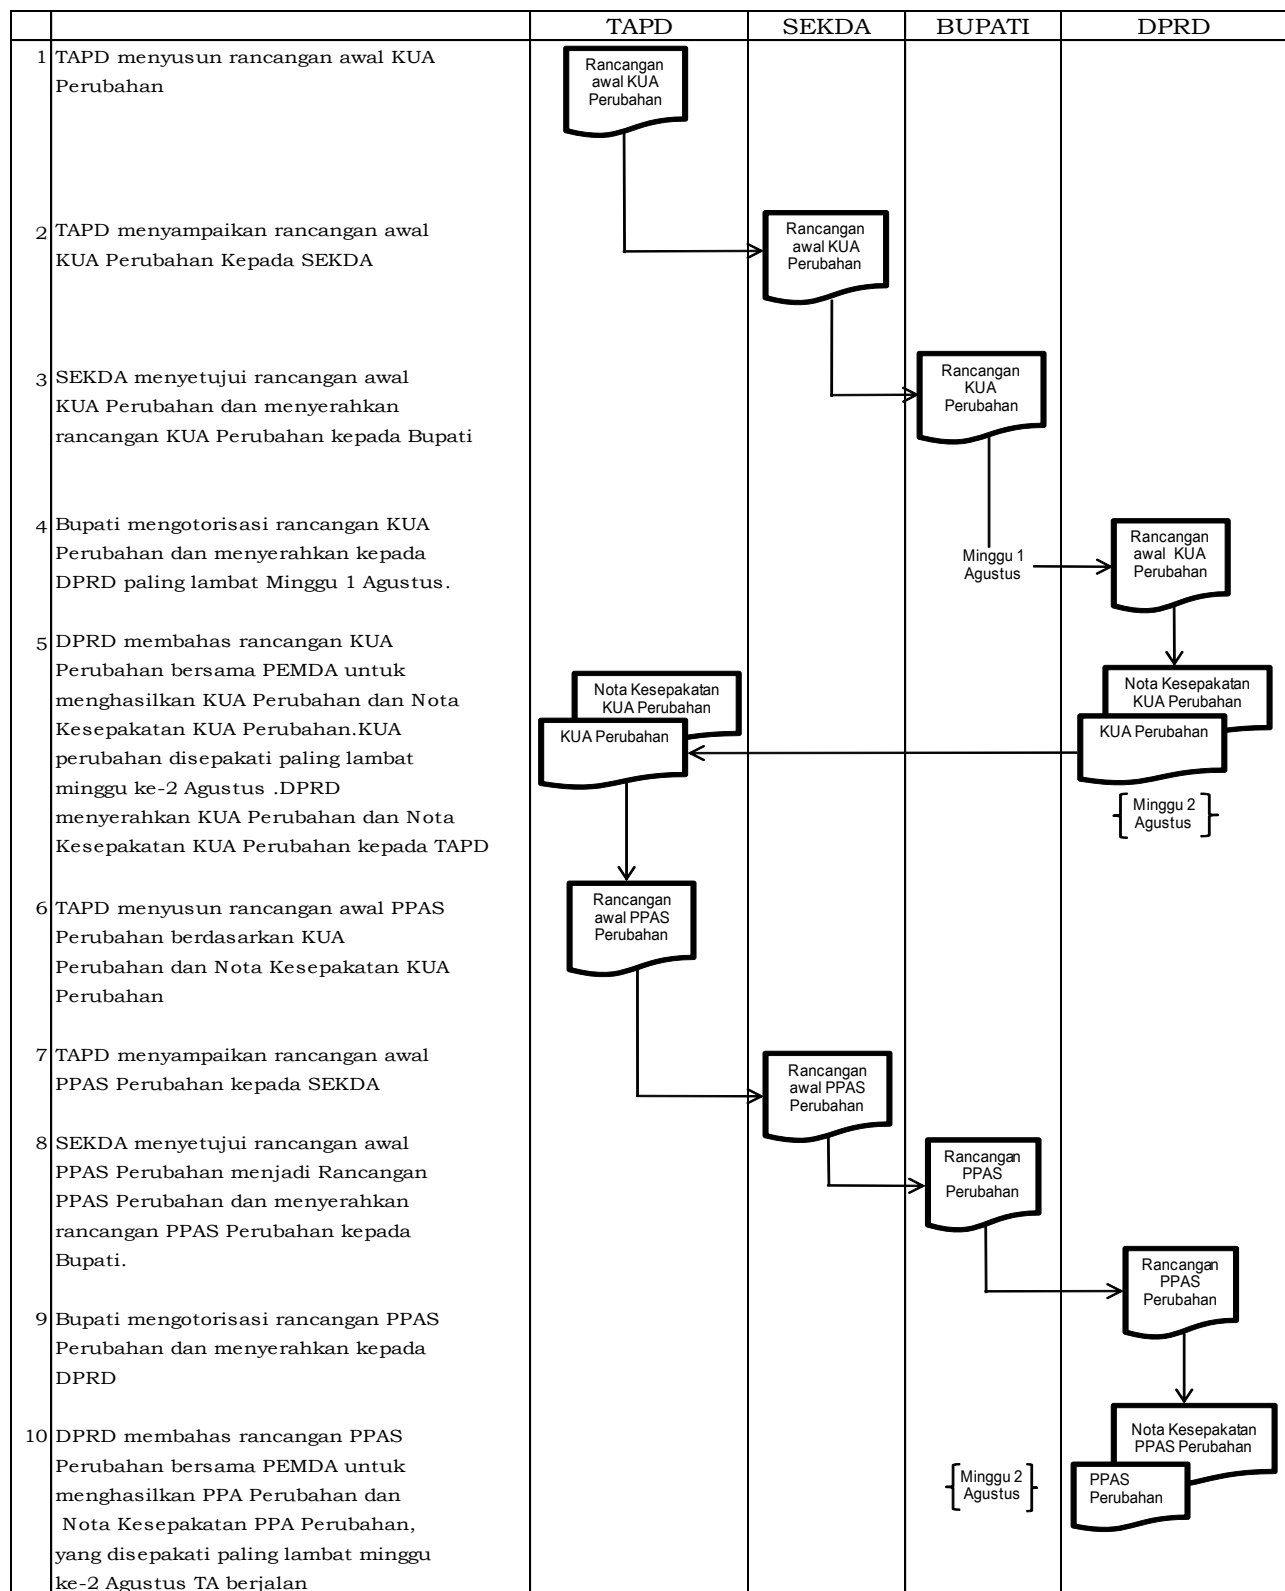 TAPD SEKDA BUPATI DPRD
1 TAPD menyusun rancangan awal KUA
Perubahan
Rancangan
awal KUA
Perubahan
2 TAPD menyampaikan rancangan awal
KUA Perubahan Kepada SEKDA
Rancangan
awal KUA
Perubahan
3 SEKDA menyetujui rancangan awal
KUA Perubahan dan menyerahkan
rancangan KUA Perubahan kepada Bupati
Rancangan
KUA
Perubahan
4 Bupati mengotorisasi rancangan KUA
Perubahan dan menyerahkan kepada
DPRD paling lambat Minggu 1 Agustus.
Minggu 1
Agustus
Rancangan
awal KUA
Perubahan
5 DPRD membahas rancangan KUA
Perubahan bersama PEMDA untuk
menghasilkan KUA Perubahan dan Nota
Kesepakatan KUA Perubahan.KUA
perubahan disepakati paling lambat
minggu ke-2 Agustus .DPRD
menyerahkan KUA Perubahan dan Nota
Kesepakatan KUA Perubahan kepada TAPD
Nota Kesepakatan
KUA Perubahan
KUA Perubahan
Nota Kesepakatan
KUA Perubahan
KUA Perubahan
Minggu 2
Agustus
6 TAPD menyusun rancangan awal PPAS
Perubahan berdasarkan KUA
Perubahan dan Nota Kesepakatan KUA
Perubahan
Rancangan
awal PPAS
Perubahan
7 TAPD menyampaikan rancangan awal
PPAS Perubahan kepada SEKDA
Rancangan
awal PPAS
Perubahan
8 SEKDA menyetujui rancangan awal
PPAS Perubahan menjadi Rancangan
PPAS Perubahan dan menyerahkan
rancangan PPAS Perubahan kepada
Bupati.
Rancangan
PPAS
Perubahan
9 Bupati mengotorisasi rancangan PPAS
Perubahan dan menyerahkan kepada
DPRD
Rancangan
PPAS
Perubahan
10 DPRD membahas rancangan PPAS
Perubahan bersama PEMDA untuk
menghasilkan PPA Perubahan dan
Nota Kesepakatan PPA Perubahan,
yang disepakati paling lambat minggu
ke-2 Agustus TA berjalan
Minggu 2
Agustus
Nota Kesepakatan
PPAS Perubahan
PPAS
Perubahan